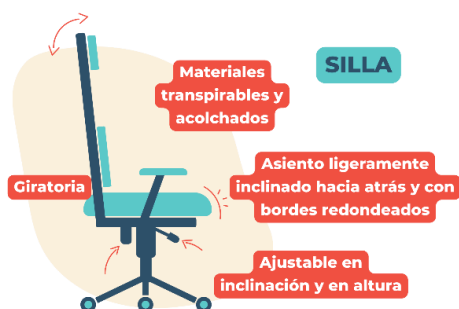 SILLA
Materiales
transpirables y
acolchados
Giratoria
Asiento ligeramente
inclinado hacia atrás y con
bordes redondeados
Ajustable en
inclinación y en altura